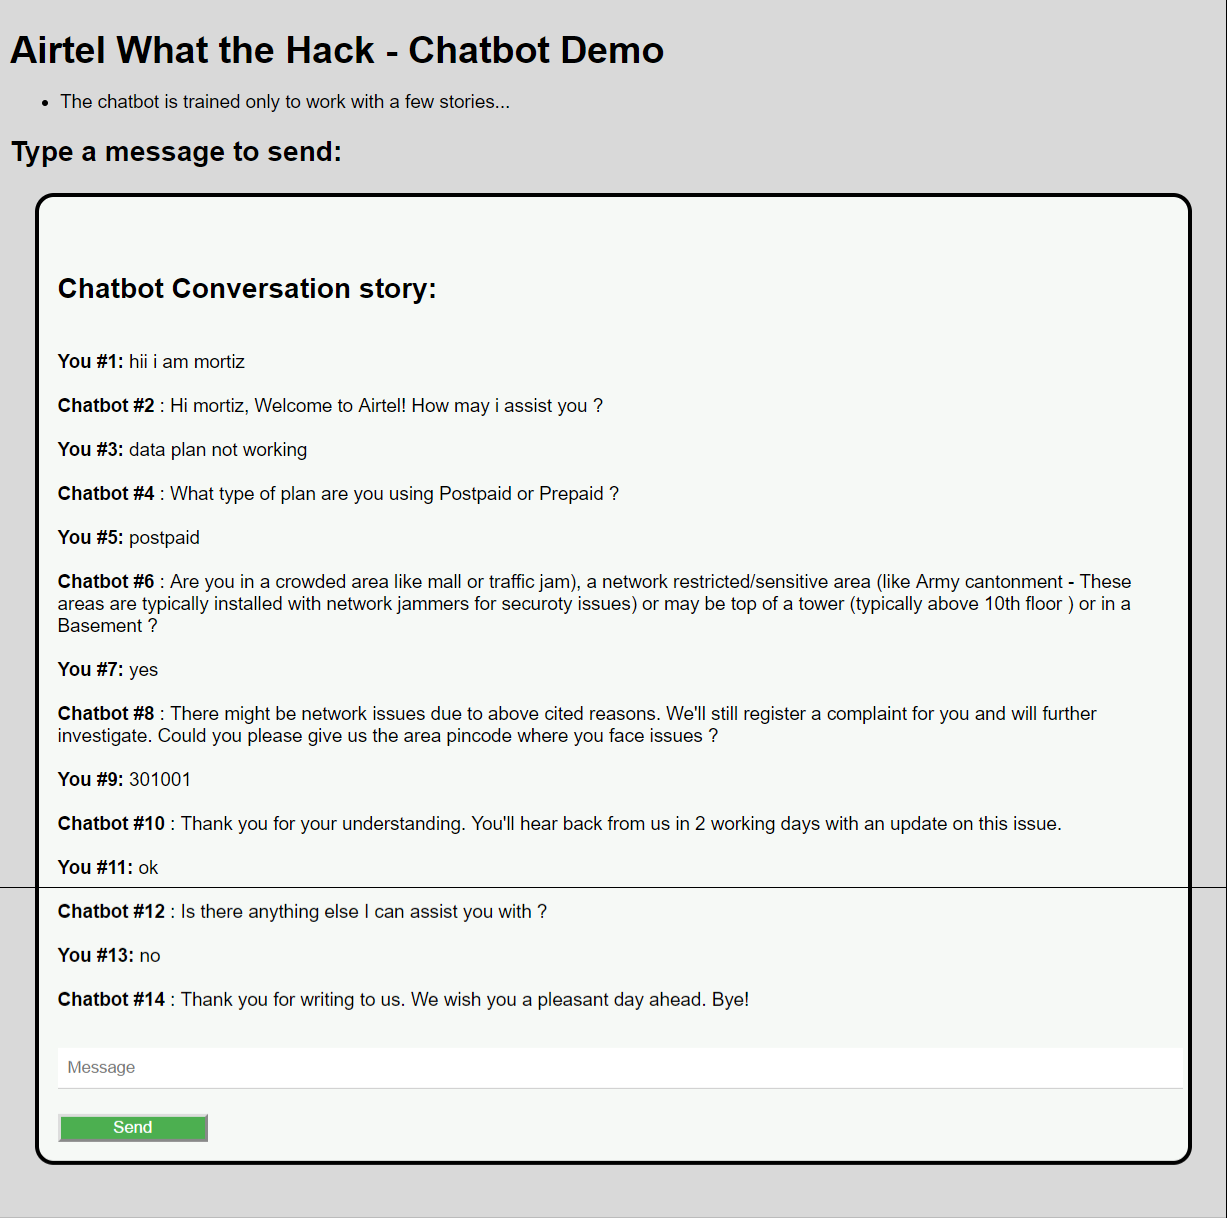 Airtel What the Hack - Chatbot Demo
• The chatbot is trained only to work with a few stories...
Type a message to send:
Chatbot Conversation story:
You #1: hii i am mortiz
Chatbot #2 : Hi mortiz, Welcome to Airtel! How may i assist you ?
You #3: data plan not working
Chatbot #4 : What type of plan are you using Postpaid or Prepaid ?
You #5: postpaid
Chatbot #6 : Are you in a crowded area like mall or traffic jam), a network restricted/sensitive area (like Army cantonment - These
areas are typically installed with network jammers for securoty issues) or may be top of a tower (typically above 10th floor ) or in a
Basement ?
You #7: yes
Chatbot #8 : There might be network issues due to above cited reasons. We'll still register a complaint for you and will further
investigate. Could you please give us the area pincode where you face issues ?
You #9: 301001
Chatbot #10 : Thank you for your understanding. You'll hear back from us in 2 working days with an update on this issue.
You #11: ok
Chatbot #12 : Is there anything else I can assist you with ?
You #13: no
Chatbot #14 : Thank you for writing to us. We wish you a pleasant day ahead. Bye!
Message
Send